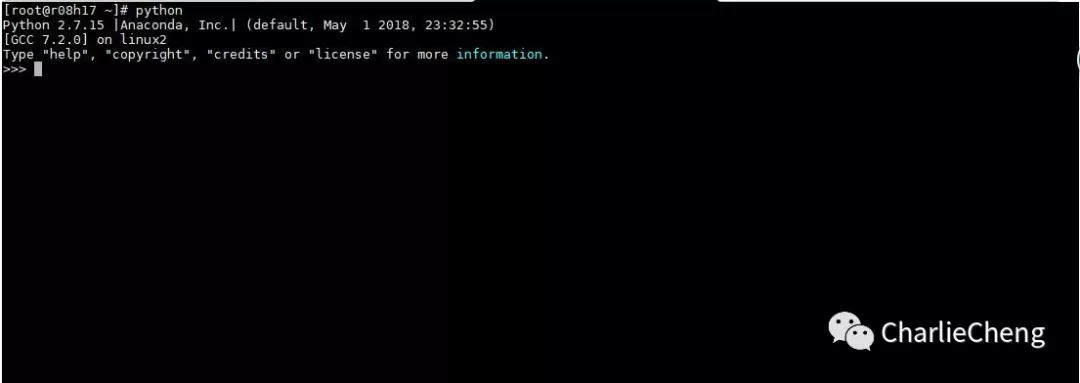 [root@r08h17 ~]# python
Python 2.7.15 |Anaconda, Inc.| (default, May  1 2018, 23:32:55)
[GCC 7.2.0] on linux2
Type "help", "copyright", "credits" or "license" for more information.
>>>
CharlieCheng